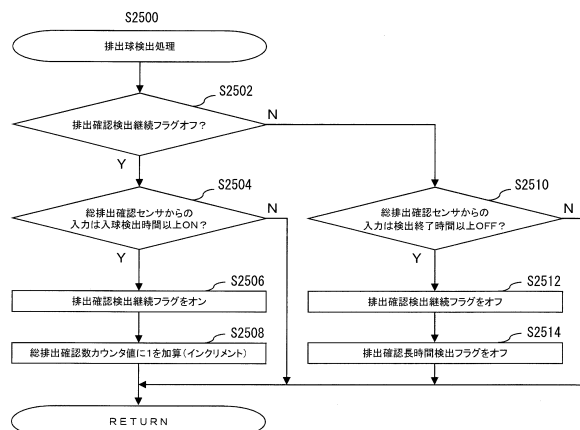 S2500
排出球検出処理
S2502
排出確認検出継続フラグオフ?
N
Y
S2504
総排出確認センサからの
入力は入球検出時間以上ON?
N
Y
S2510
総排出確認センサからの
入力は検出終了時間以上OFF?
N
Y
S2506
排出確認検出継続フラグをオン
S2512
排出確認検出継続フラグをオフ
S2508
総排出確認数カウンタ値に1を加算(インクリメント)
S2514
排出確認長時間検出フラグをオフ
RETURN